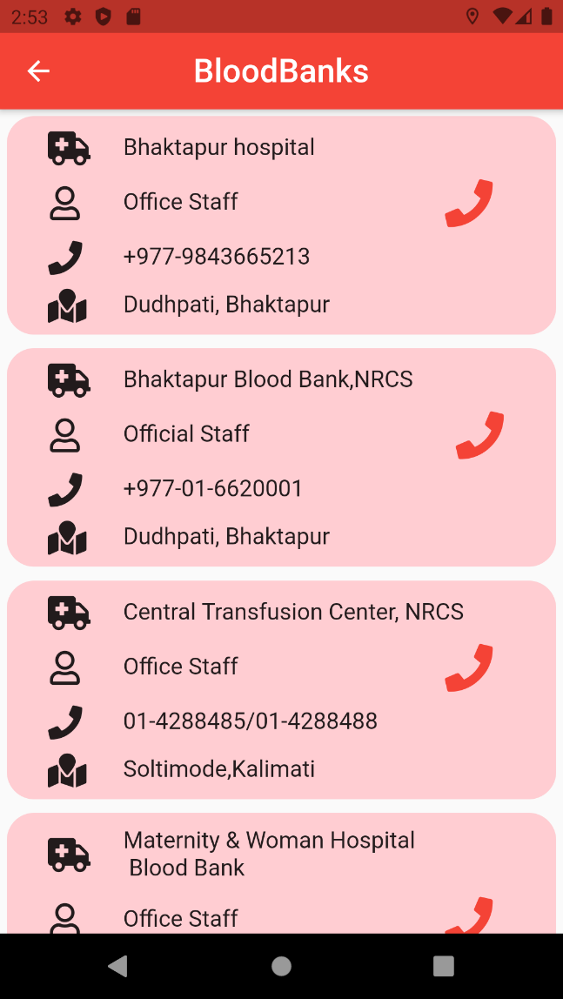 2:53
BloodBanks
Bhaktapur hospital
Office Staff
+977-9843665213
Dudhpati, Bhaktapur
Bhaktapur Blood Bank,NRCS
Official Staff
+977-01-6620001
Dudhpati, Bhaktapur
Central Transfusion Center, NRCS
Office Staff
01-4288485/01-4288488
Soltimode,Kalimati
Maternity & Woman Hospital
Blood Bank
Office Staff